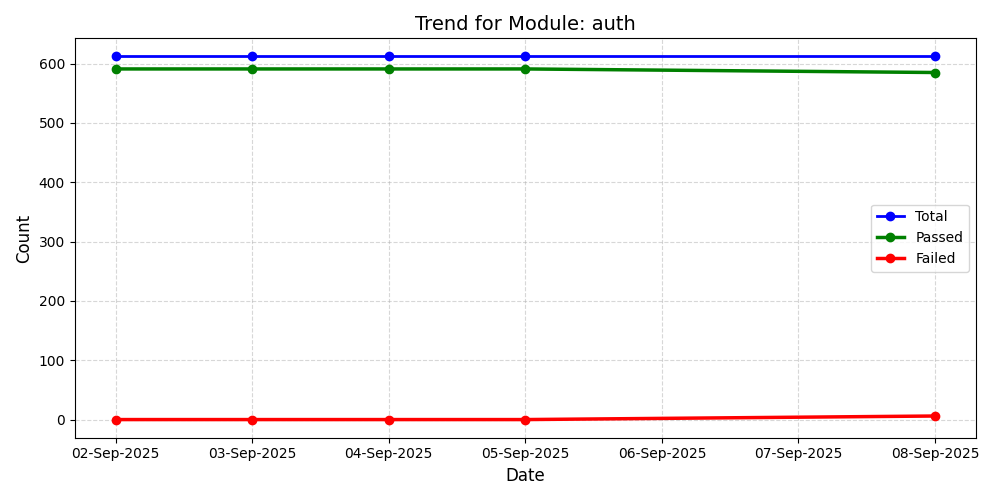 Trend for Module: auth
600
500
400
300
200
100
0
Count
Total
Passed
Failed
02-Sep-2025 03-Sep-2025 04-Sep-2025 05-Sep-2025 06-Sep-2025 07-Sep-2025 08-Sep-2025
Date